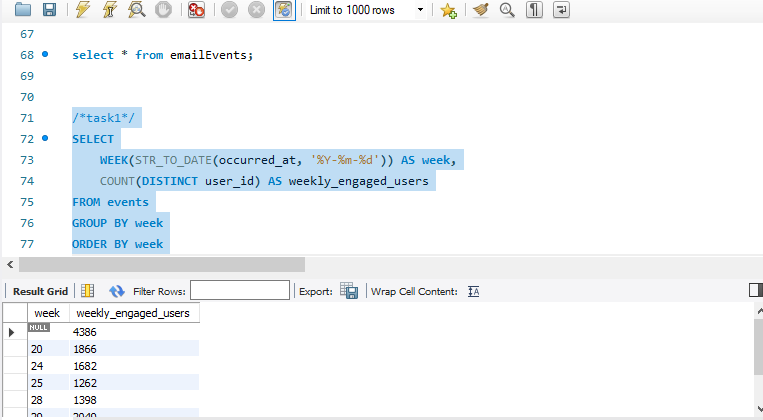 Limit to 1000 rows
67
68 select * from emailEvents;
69
70
71 /*task1*/
72 SELECT
73 WEEK(STR_TO_DATE(occurred_at, '%Y-%m-%d')) AS week,
74 COUNT(DISTINCT user_id) AS weekly_engaged_users
75 FROM events
76 GROUP BY week
77 ORDER BY week
Result Grid Filter Rows: Export: Wrap Cell Content: IA
week weekly_engaged_users
NULL 4386
20 1866
24 1682
25 1262
28 1398